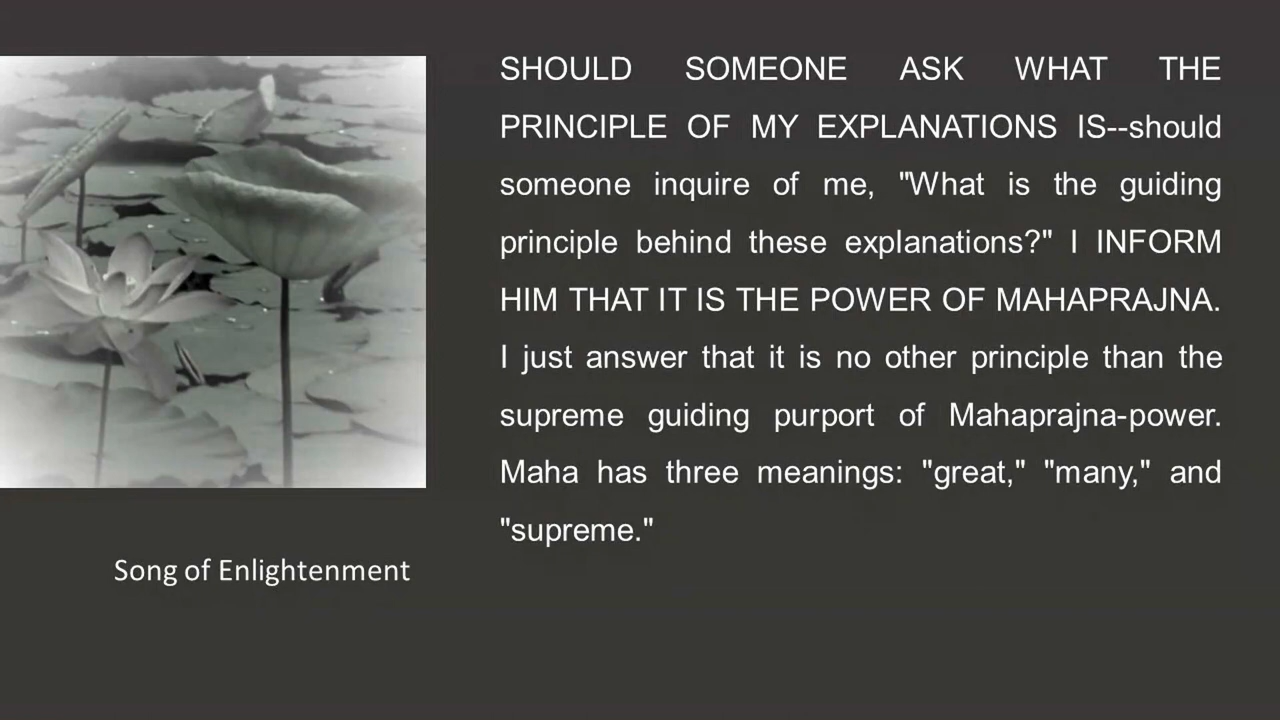 SHOULD SOMEONE ASK WHAT THE
PRINCIPLE OF MY EXPLANATIONS IS--should
someone inquire of me, "What is the guiding
principle behind these explanations?" I INFORM
HIM THAT IT IS THE POWER OF MAHAPRAJNA.
I just answer that it is no other principle than the
supreme guiding purport of Mahaprajna-power.
Maha has three meanings: "great," "many," and
"supreme."
Song of Enlightenment